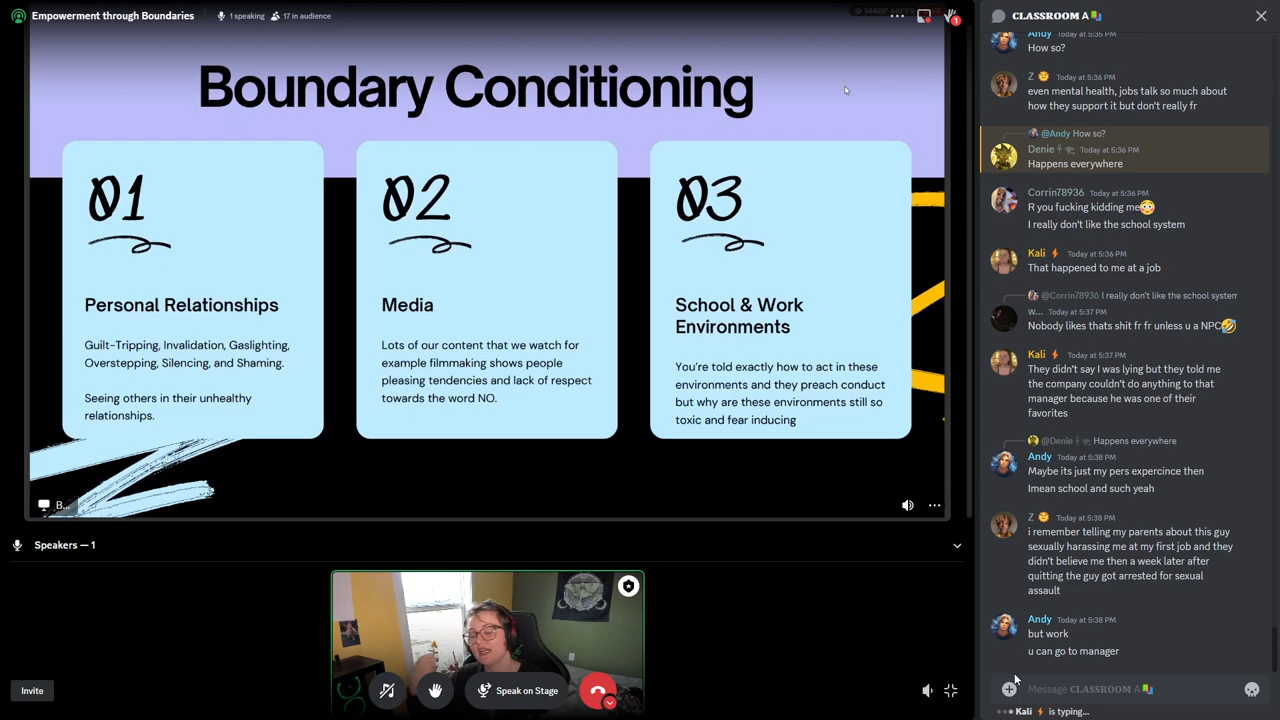 Empowerment through Boundaries
1 speaking
17 in audience
1
Boundary Conditioning
01
Personal Relationships
Guilt-Tripping, Invalidation, Gaslighting,
Overstepping, Silencing, and Shaming.
Seeing others in their unhealthy
relationships.
02
Media
Lots of our content that we watch for
example filmmaking shows people
pleasing tendencies and lack of respect
towards the word NO.
03
School & Work
Environments
You're told exactly how to act in these
environments and they preach conduct
but why are these environments still so
toxic and fear inducing
B...
Speakers — 1
Invite
Speak on Stage
CLASSROOM A
Andy Today at 5:35 PM
How so?
Z Today at 5:36 PM
even mental health, jobs talk so much about
how they support it but don't really fr
@Andy How so?
Denie Today at 5:36 PM
Happens everywhere
Corrin78936 Today at 5:36 PM
R you fucking kidding me
I really don't like the school system
Kali Today at 5:36 PM
That happened to me at a job
@Corrin78936 I really don't like the school system
w... Today at 5:37 PM
Nobody likes thats shit fr fr unless u a NPC
Kali Today at 5:37 PM
They didn't say I was lying but they told me
the company couldn't do anything to that
manager because he was one of their
favorites
@Denie Happens everywhere
Andy Today at 5:38 PM
Maybe its just my pers expercince then
Imean school and such yeah
Z Today at 5:38 PM
i remember telling my parents about this guy
sexually harassing me at my first job and they
didn't believe me then a week later after
quitting the guy got arrested for sexual
assault
Andy Today at 5:38 PM
but work
u can go to manager
Message CLASSROOM A
Kali is typing...